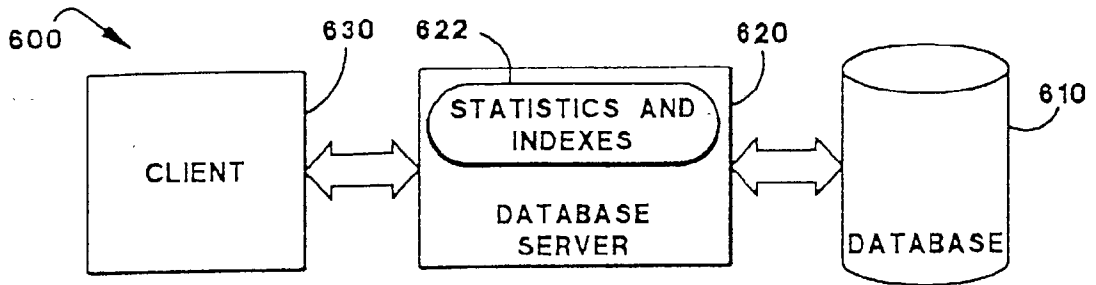 600
630
622
620
610
CLIENT
STATISTICS AND
INDEXES
DATABASE
SERVER
DATABASE